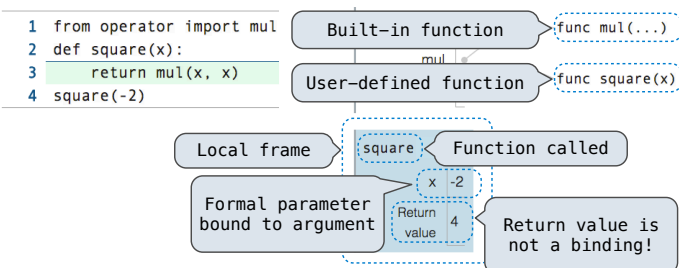 1 from operator import mul
2 def square(x):
3 return mul(x, x)
4 square(-2)
Built-in function
func mul(...)
mul
User-defined function
func square(x)
Local frame
square
Function called
x -2
Formal parameter
bound to argument
Return
value
4
Return value is
not a binding!